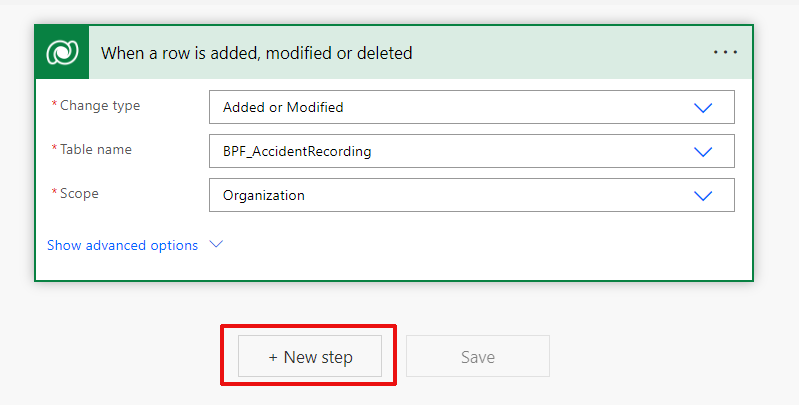 When a row is added, modified or deleted
* Change type
Added or Modified
* Table name
BPF_AccidentRecording
* Scope
Organization
Show advanced options
+ New step
Save